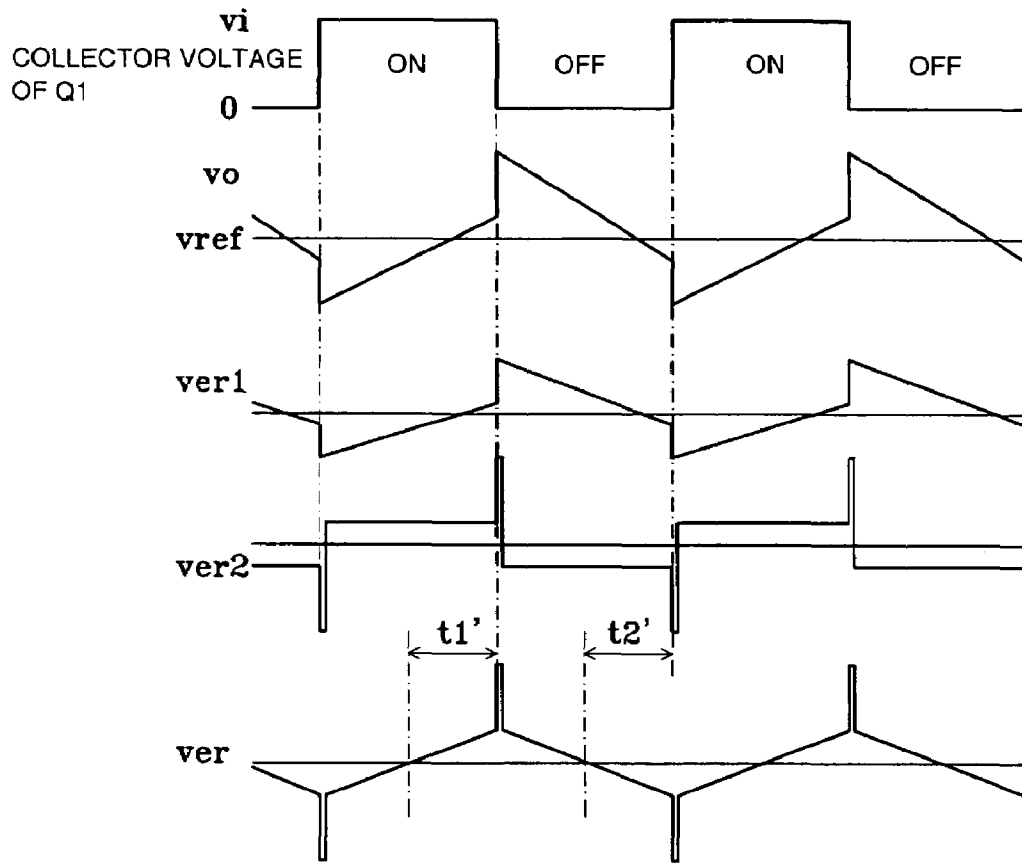 vi
COLLECTOR VOLTAGE
OF Q1
ON OFF ON OFF
0
vo
vref
ver1
ver2
t1’ t2’
ver